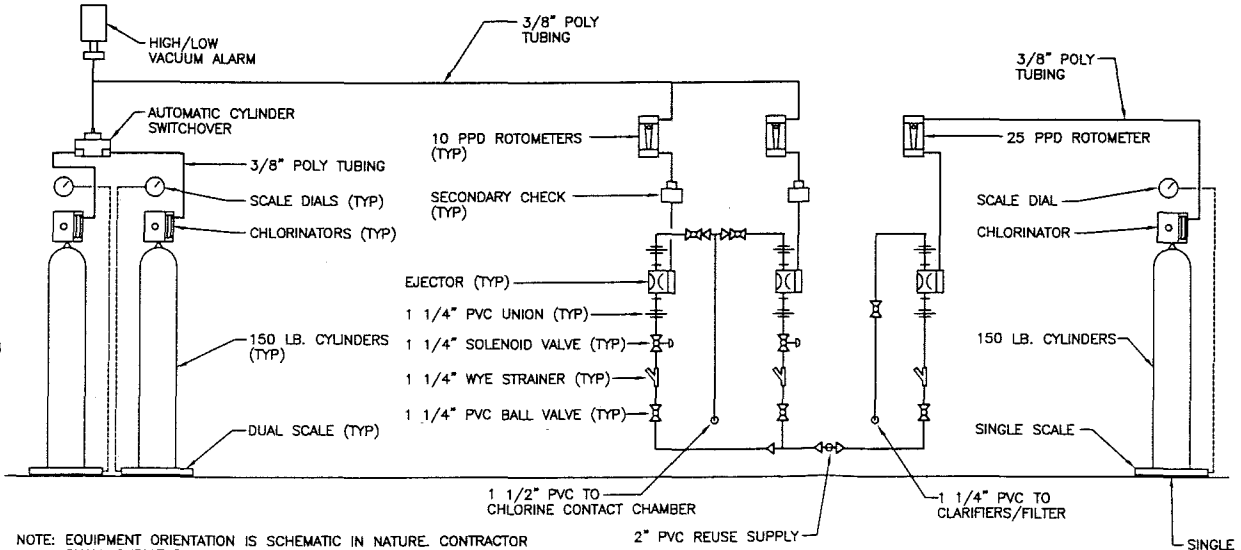 3/8" POLY
TUBING
HIGH/LOW
VACUUM ALARM
3/8" POLY
TUBING
AUTOMATIC CYLINDER
SWITCHOVER
10 PPD ROTOMETERS
(TYP)
25 PPD ROTOMETER
3/8" POLY TUBING
SCALE DIALS (TYP)
SECONDARY CHECK
(TYP)
SCALE DIAL
CHLORINATORS (TYP)
CHLORINATOR
EJECTOR (TYP)
1 1/4" PVC UNION (TYP)
150 LB. CYLINDERS
(TYP)
1 1/4" SOLENOID VALVE (TYP)
150 LB. CYLINDERS
1 1/4" WYE STRAINER (TYP)
1 1/4" PVC BALL VALVE (TYP)
DUAL SCALE (TYP)
SINGLE SCALE
1 1/2" PVC TO
CHLORINE CONTACT CHAMBER
1 1/4" PVC TO
CLARIFIERS/FILTER
2" PVC REUSE SUPPLY
SINGLE
NOTE: EQUIPMENT ORIENTATION IS SCHEMATIC IN NATURE. CONTRACTOR